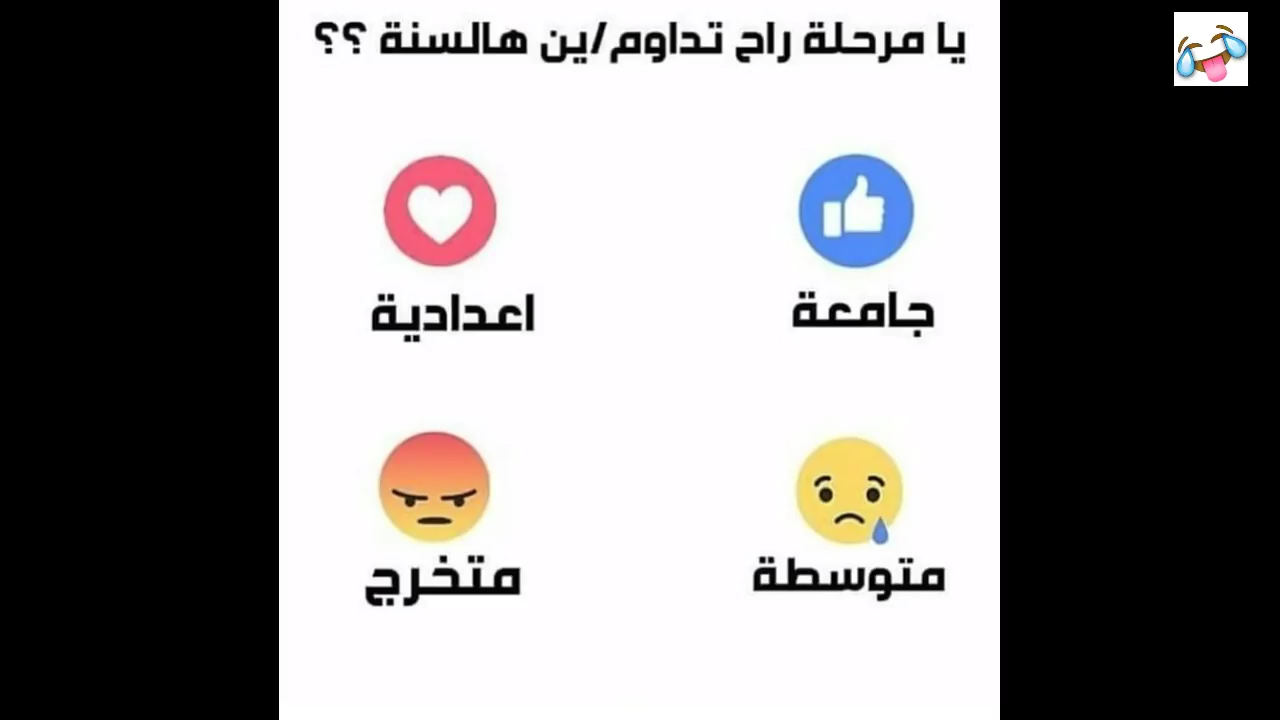 يا مرحلة راح تداوم/ين هالسنة ؟؟
جامعة
اعدادية
متوسطة
متخرج